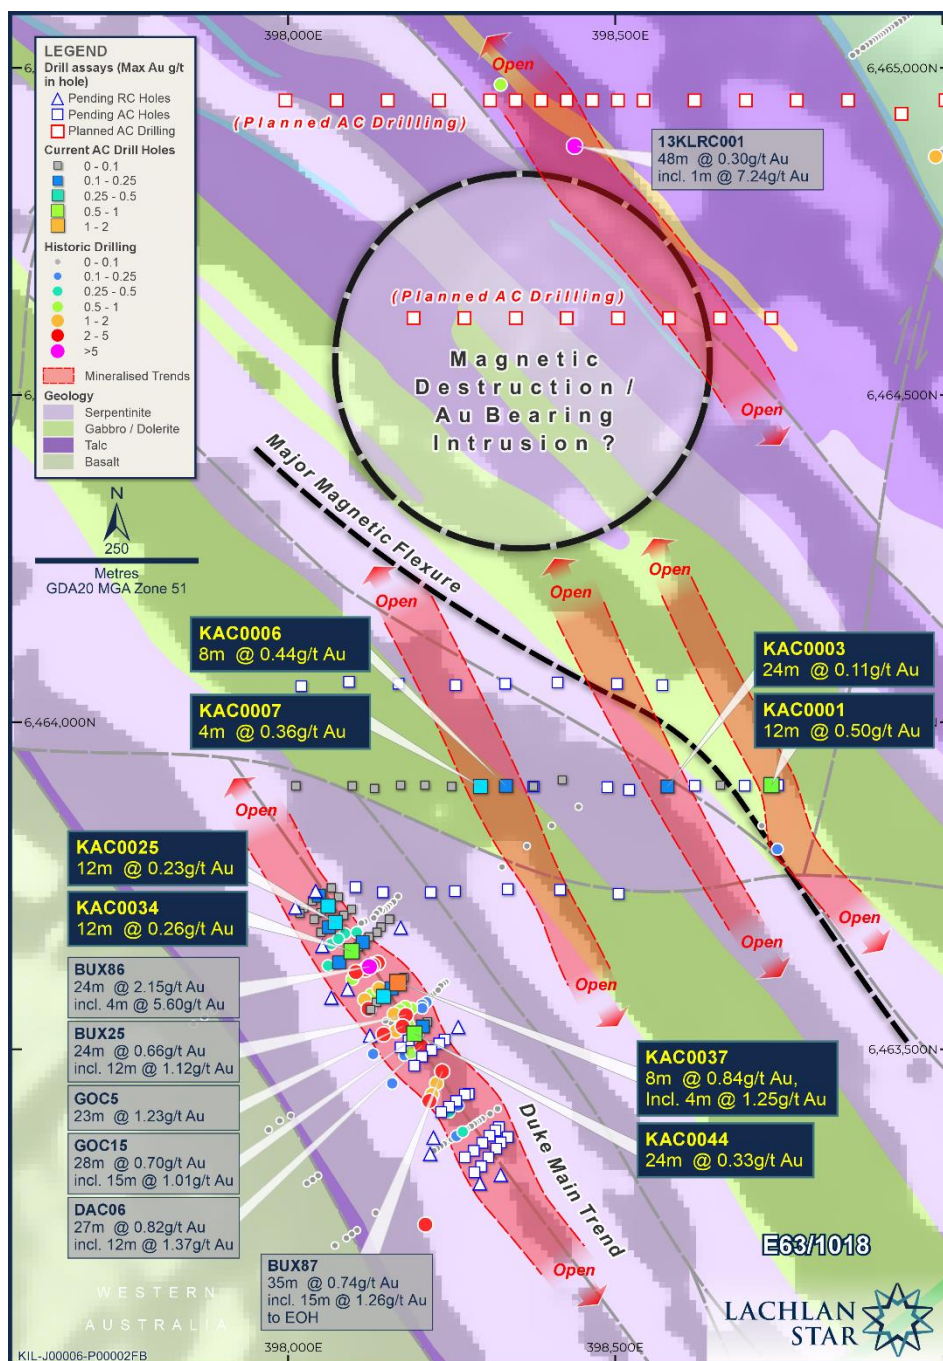 398,000E
398,500E
6,465,000N
LEGEND
Drill assays (Max Au g/t
in hole)
Pending RC Holes
Pending AC Holes
Planned AC Drilling
Current AC Drill Holes
0 - 0.1
0.1 - 0.25
0.25 - 0.5
0.5 - 1
1 - 2
Historic Drilling
0 - 0.1
0.1 - 0.25
0.25 - 0.5
0.5 - 1
1 - 2
2 - 5
>5
Mineralised Trends
Geology
Serpentinite
Gabbro / Dolerite
Talc
Basalt
N
250
Metres
GDA20 MGA Zone 51
Open
(Planned AC Drilling)
13KLRC001
48m @ 0.30g/t Au
incl. 1m @ 7.24g/t Au
(Planned AC Drilling)
Magnetic
Destruction /
Au Bearing
Intrusion ?
6,464,500N
Open
Major Magnetic Flexure
Open
Open
Open
KAC0006
8m @ 0.44g/t Au
KAC0007
4m @ 0.36g/t Au
KAC0003
24m @ 0.11g/t Au
KAC0001
12m @ 0.50g/t Au
6,464,000N
6,464,000N
Open
KAC0025
12m @ 0.23g/t Au
KAC0034
12m @ 0.26g/t Au
Open
Open
Open
BUX86
24m @ 2.15g/t Au
incl. 4m @ 5.60g/t Au
BUX25
24m @ 0.66g/t Au
incl. 12m @ 1.12g/t Au
GOC5
23m @ 1.23g/t Au
GOC15
28m @ 0.70g/t Au
incl. 15m @ 1.01g/t Au
DAC06
27m @ 0.82g/t Au
incl. 12m @ 1.37g/t Au
6,463,500N
KAC0037
8m @ 0.84g/t Au,
Incl. 4m @ 1.25g/t Au
KAC0044
24m @ 0.33g/t Au
Duke Main Trend
BUX87
35m @ 0.74g/t Au
incl. 15m @ 1.26g/t Au
to EOH
Open
E63/1018
WESTERN
AUSTRALIA
LACHLAN
STAR
KIL-J00006-P00002FB
398,000E
398,500E